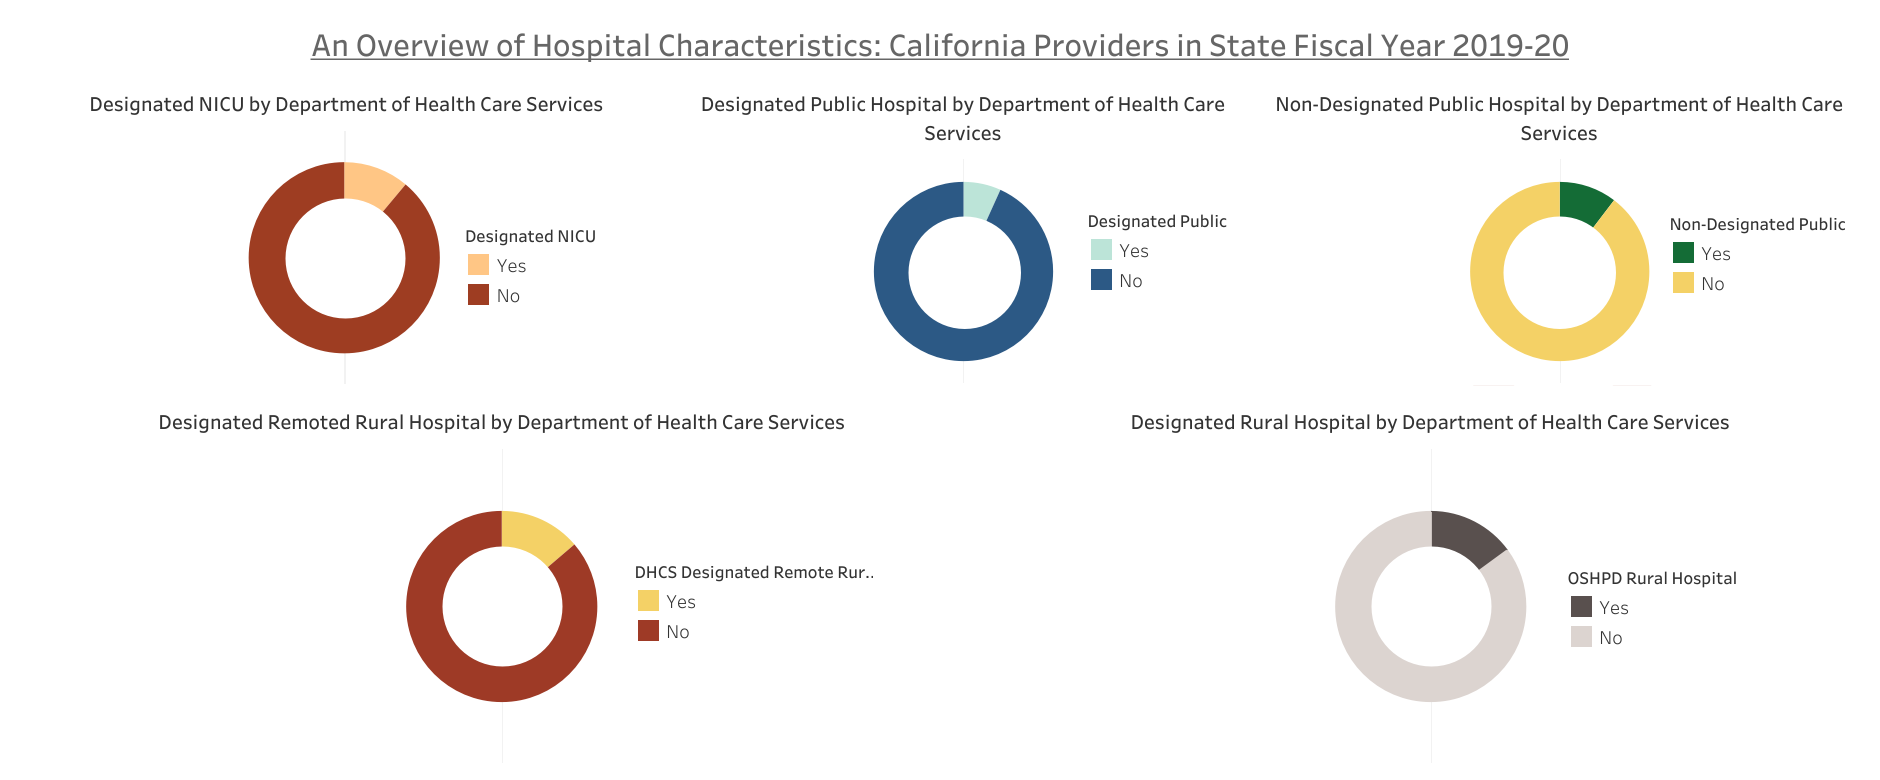 An Overview of Hospital Characteristics: California Providers in State Fiscal Year 2019-20
Designated NICU by Department of Health Care Services
Designated NICU
Yes
No
Designated Public Hospital by Department of Health Care
Services
Designated Public
Yes
No
Non-Designated Public Hospital by Department of Health Care
Services
Non-Designated Public
Yes
No
Designated Remoted Rural Hospital by Department of Health Care Services
DHCS Designated Remote Rur..
Yes
No
Designated Rural Hospital by Department of Health Care Services
OSHPD Rural Hospital
Yes
No